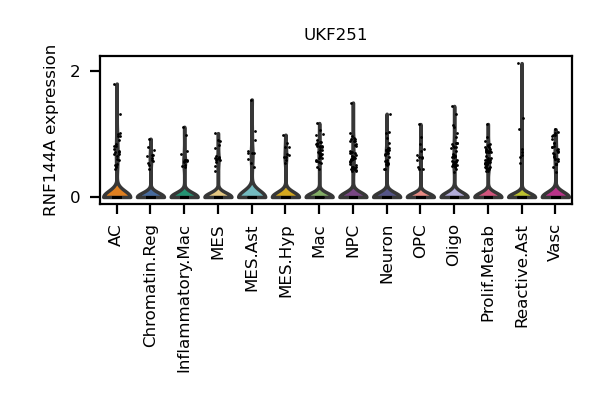 UKF251
RNF144A expression
2
0
AC
Chromatin.Reg
Inflammatory.Mac
MES
MES.Ast
MES.Hyp
Mac
NPC
Neuron
OPC
Oligo
Prolif.Metab
Reactive.Ast
Vasc